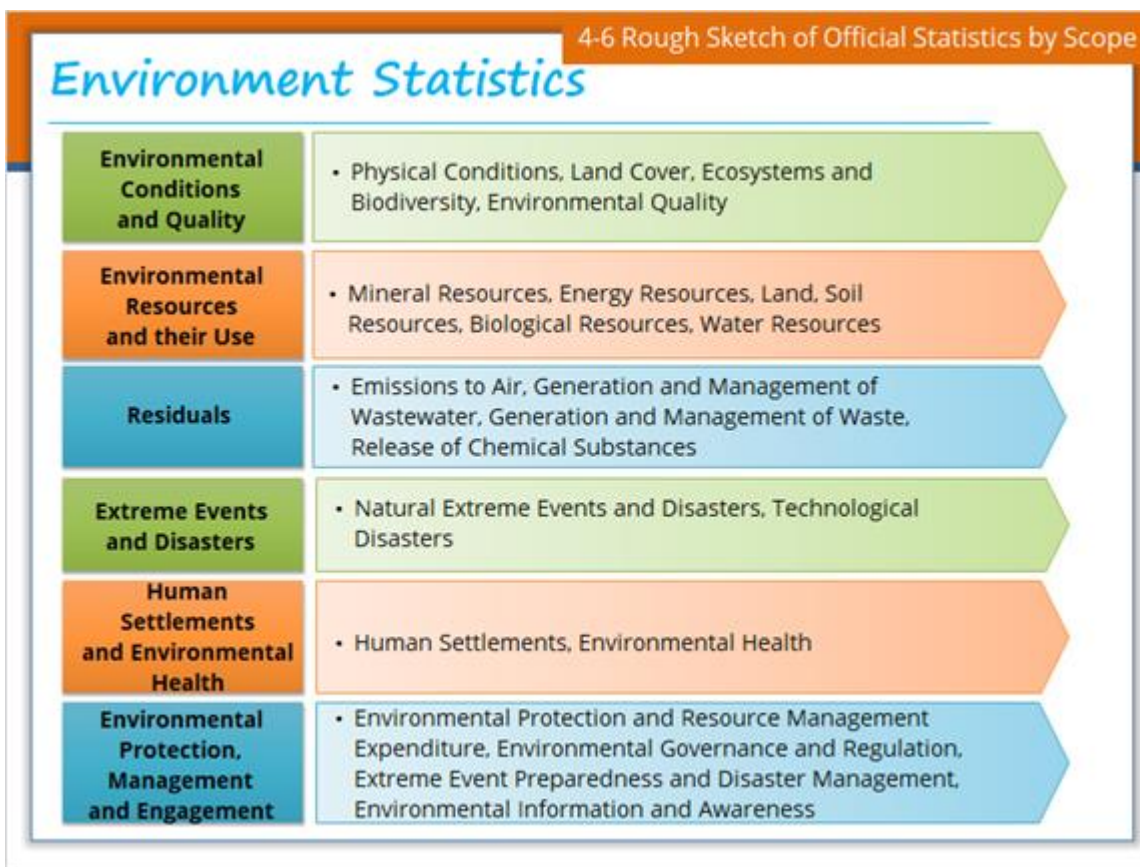 4-6 Rough Sketch of Official Statistics by Scope
Environment Statistics
Environmental
Conditions
and Quality
• Physical Conditions, Land Cover, Ecosystems and
Biodiversity, Environmental Quality
Environmental
Resources
and their Use
• Mineral Resources, Energy Resources, Land, Soil
Resources, Biological Resources, Water Resources
Residuals
• Emissions to Air, Generation and Management of
Wastewater, Generation and Management of Waste,
Release of Chemical Substances
Extreme Events
and Disasters
• Natural Extreme Events and Disasters, Technological
Disasters
Human
Settlements
and Environmental
Health
• Human Settlements, Environmental Health
Environmental
Protection,
Management
and Engagement
• Environmental Protection and Resource Management
Expenditure, Environmental Governance and Regulation,
Extreme Event Preparedness and Disaster Management,
Environmental Information and Awareness